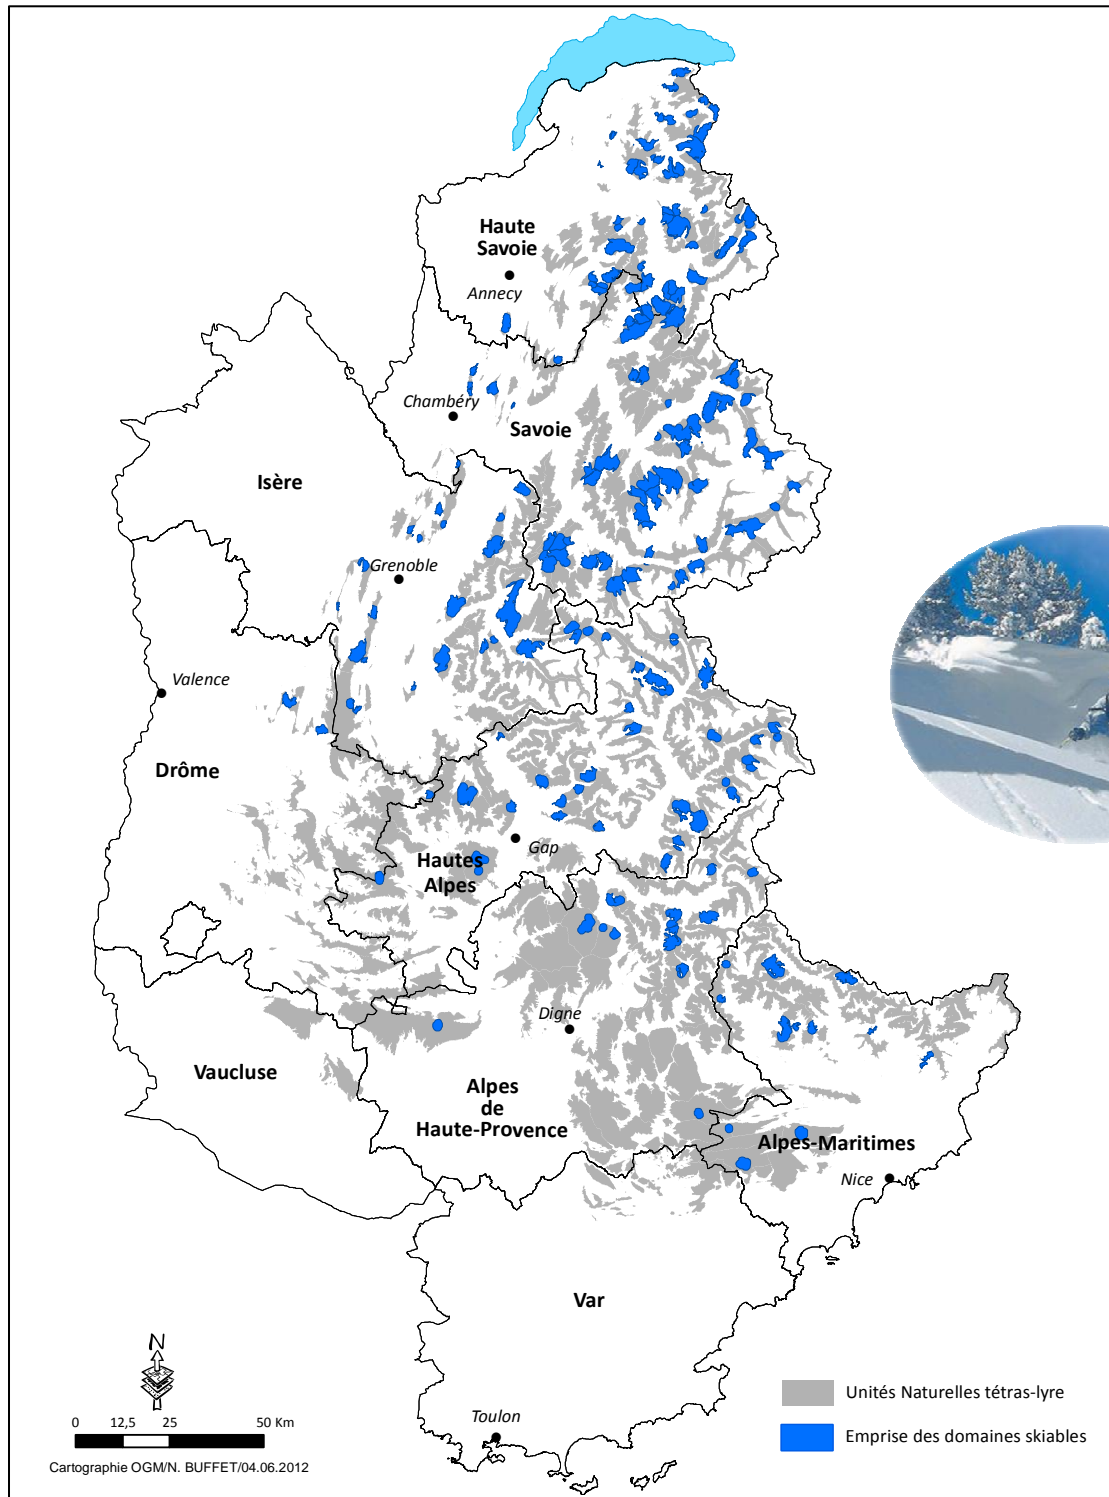 Haute
Savoie
Annecy
Chambéry
Savoie
Isère
Grenoble
Valence
Drôme
Gap
Hautes
Alpes
Digne
Vaucluse
Alpes
de
Haute-Provence
Alpes-Maritimes
Nice
Var
N
Unités Naturelles tétras-lyre
0 12,5 25 50 Km
Toulon
Emprise des domaines skiables
Cartographie OGM/N. BUFFET/04.06.2012